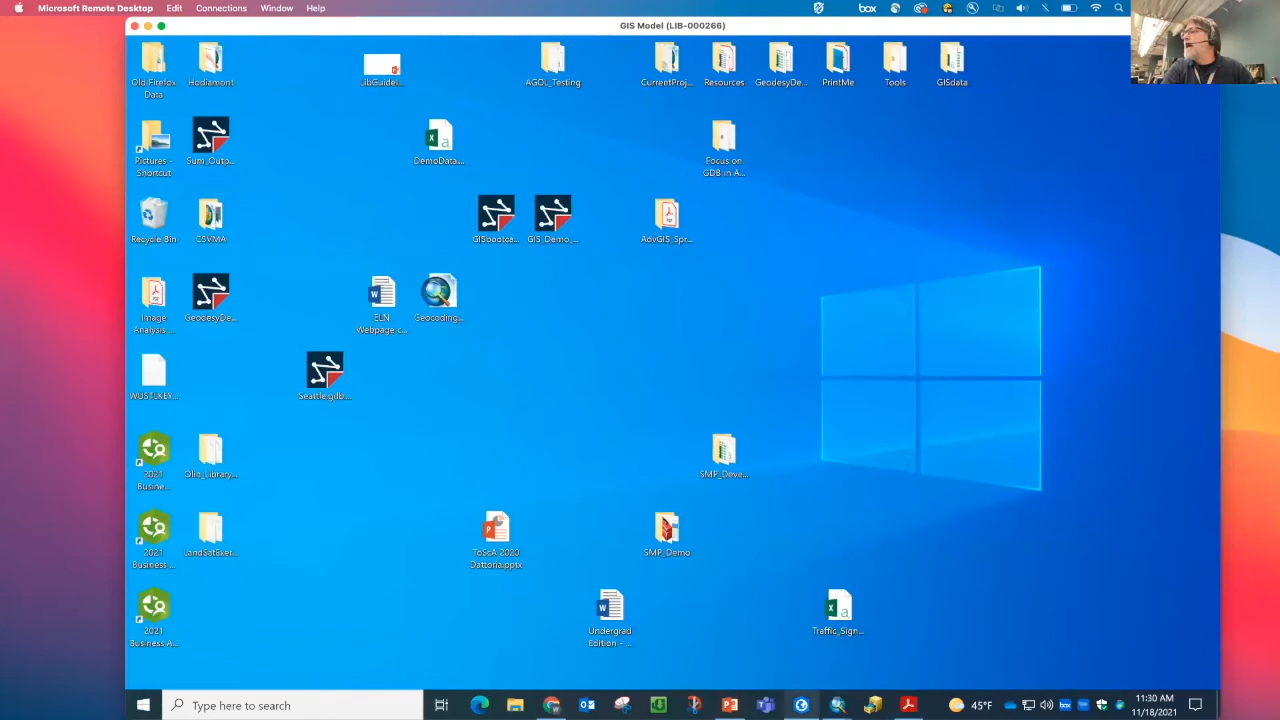 Microsoft Remote Desktop Edit Connections Window Help
box
GIS Model (LIB-000266)
Old Firefox Data
Hodiamont
LibGuidel...
AGOL_Testing
CurrentProj...
Resources
GeodesyDe...
PrintMe
Tools
GISdata
Pictures - Shortcut
Sum_Outp...
DemoData....
Focus on GDB in A...
Recycle Bin
CSVMA
GISbootca...
GIS_Demo_...
AdvGIS_Spr...
Image Analysis....
GeodesyDe...
ELN Webpage c...
Geocoding...
WUSTLKEY...
Seattle.gdb...
2021 Busine...
Olin_Library...
SMP_Deve...
2021 Business ...
LandSatExer...
ToScA 2020 Dattoria.pptx
SMP_Demo
2021 Business A...
Undergrad Edition - ...
Traffic_Sign...
Type here to search
45°F
box
11:30 AM
11/18/2021